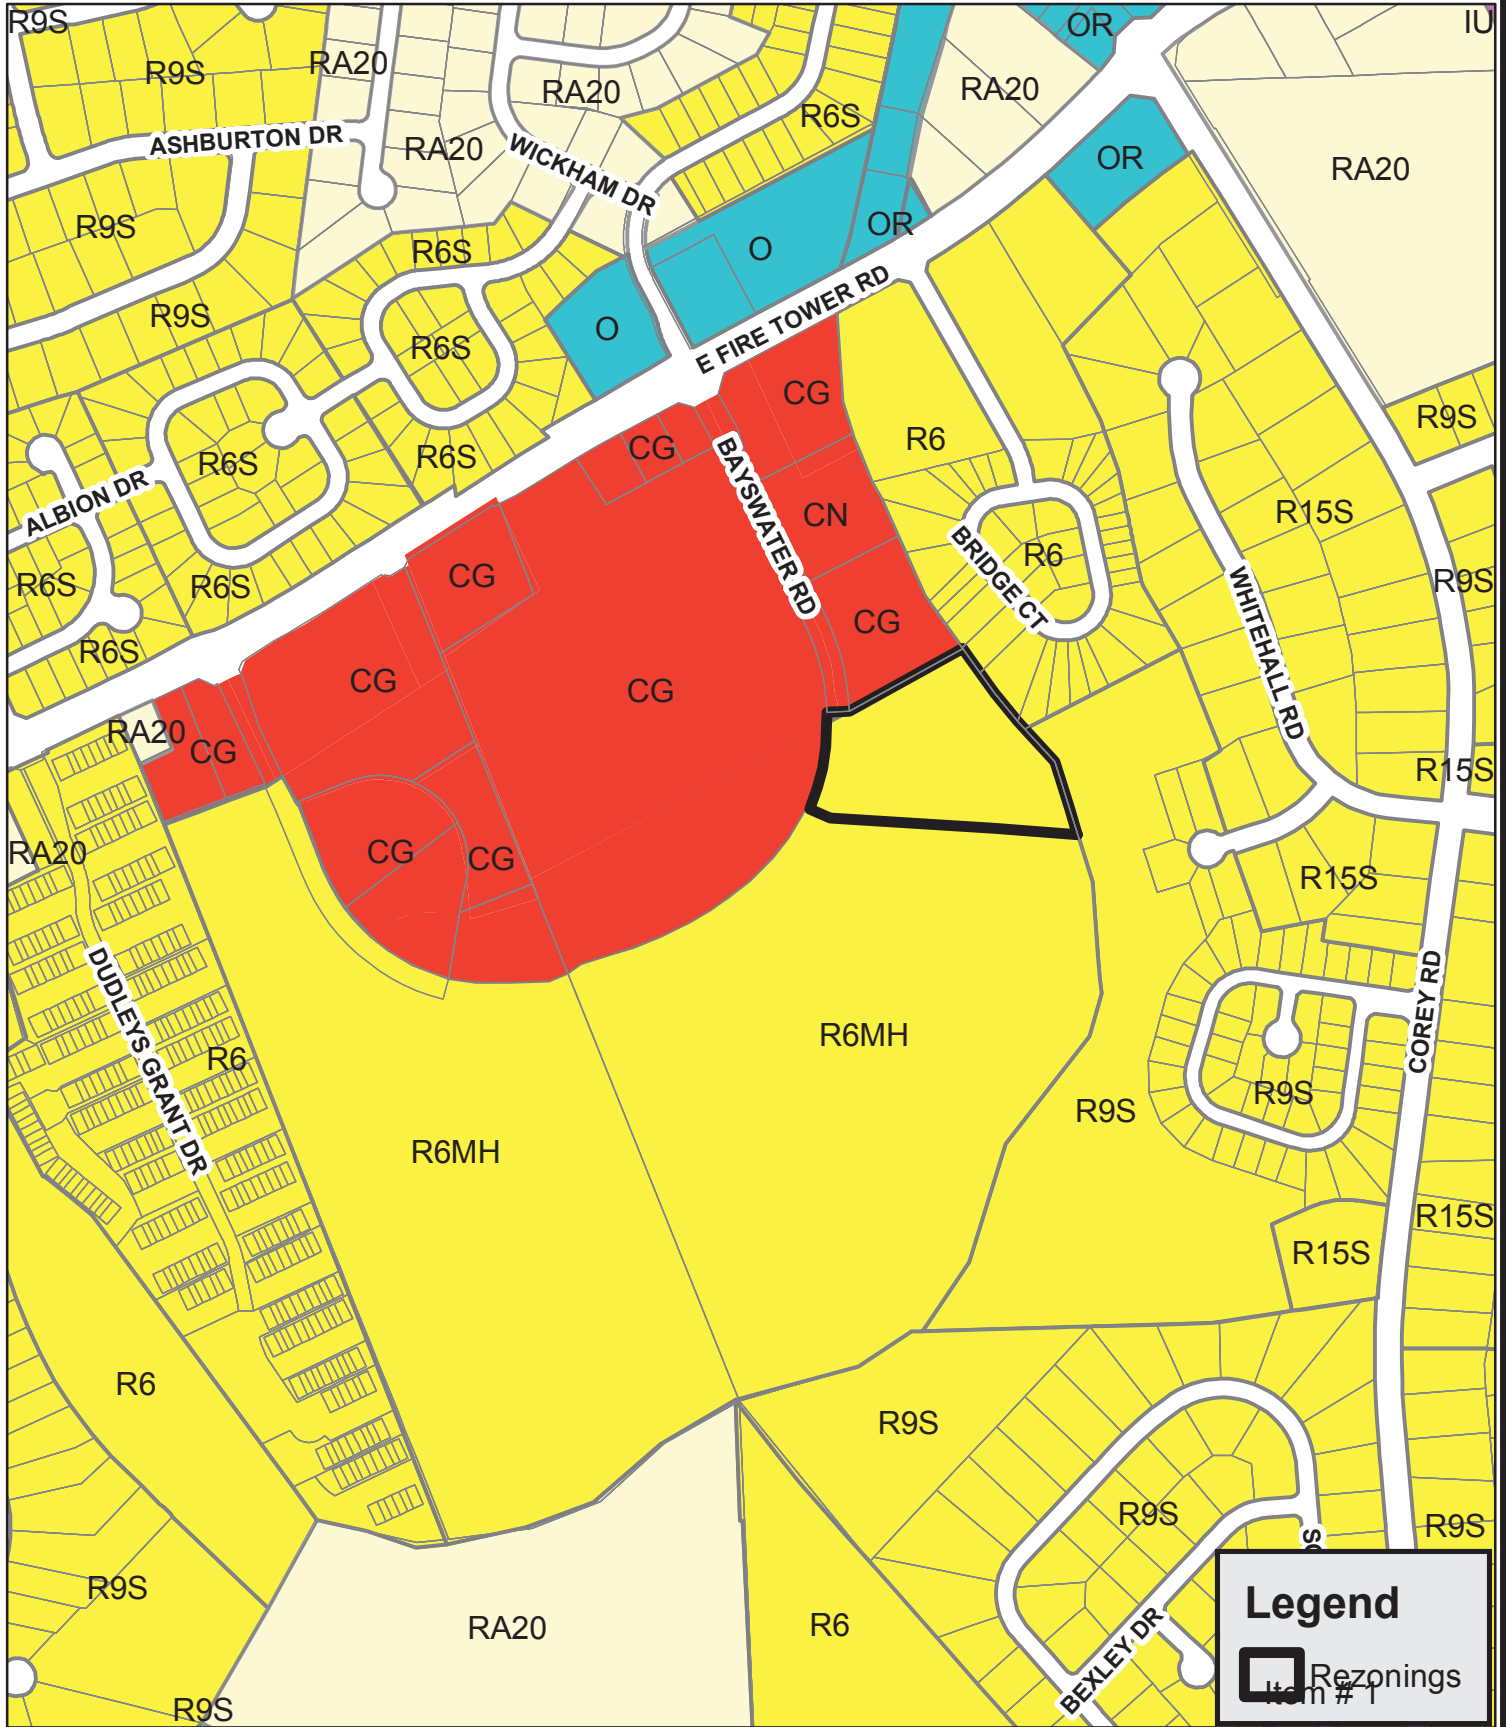 R9S
OR
IU
R9S
RA20
RA20
RA20
R6S
ASHBURTON DR
RA20
WICKHAM DR
OR
RA20
R9S
R6S
O
OR
R9S
O
R6S
E FIRE TOWER RD
CG
R9S
R6
CG
R6S
R6S
BAYSWATER RD
ALBION DR
CN
R15S
CG
R6
BRIDGE CT
R6S
R6S
R9S
WHITEHALL RD
CG
R6S
CG
CG
RA20
CG
R15S
RA20
CG
CG
R15S
DUDLEYS GRANT DR
COREY RD
R6MH
R6
R9S
R9S
R6MH
R15S
R15S
R6
R9S
R9S
R9S
R9S
RA20
R6
BEXLEY DR
R9S
Legend
Rezonings
Item # 1